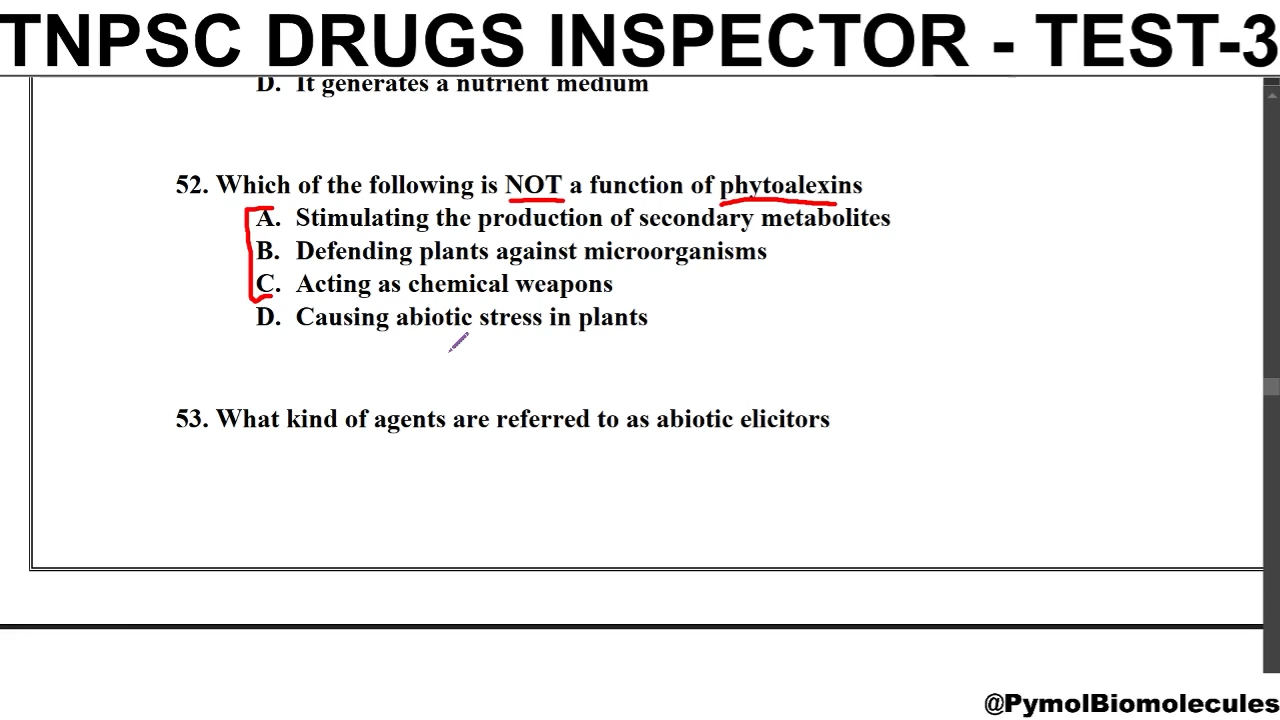 TNPSC DRUGS INSPECTOR - TEST-3
D. It generates a nutrient medium
52. Which of the following is NOT a function of phytoalexins
A. Stimulating the production of secondary metabolites
B. Defending plants against microorganisms
C. Acting as chemical weapons
D. Causing abiotic stress in plants
53. What kind of agents are referred to as abiotic elicitors
@PymolBiomolecules